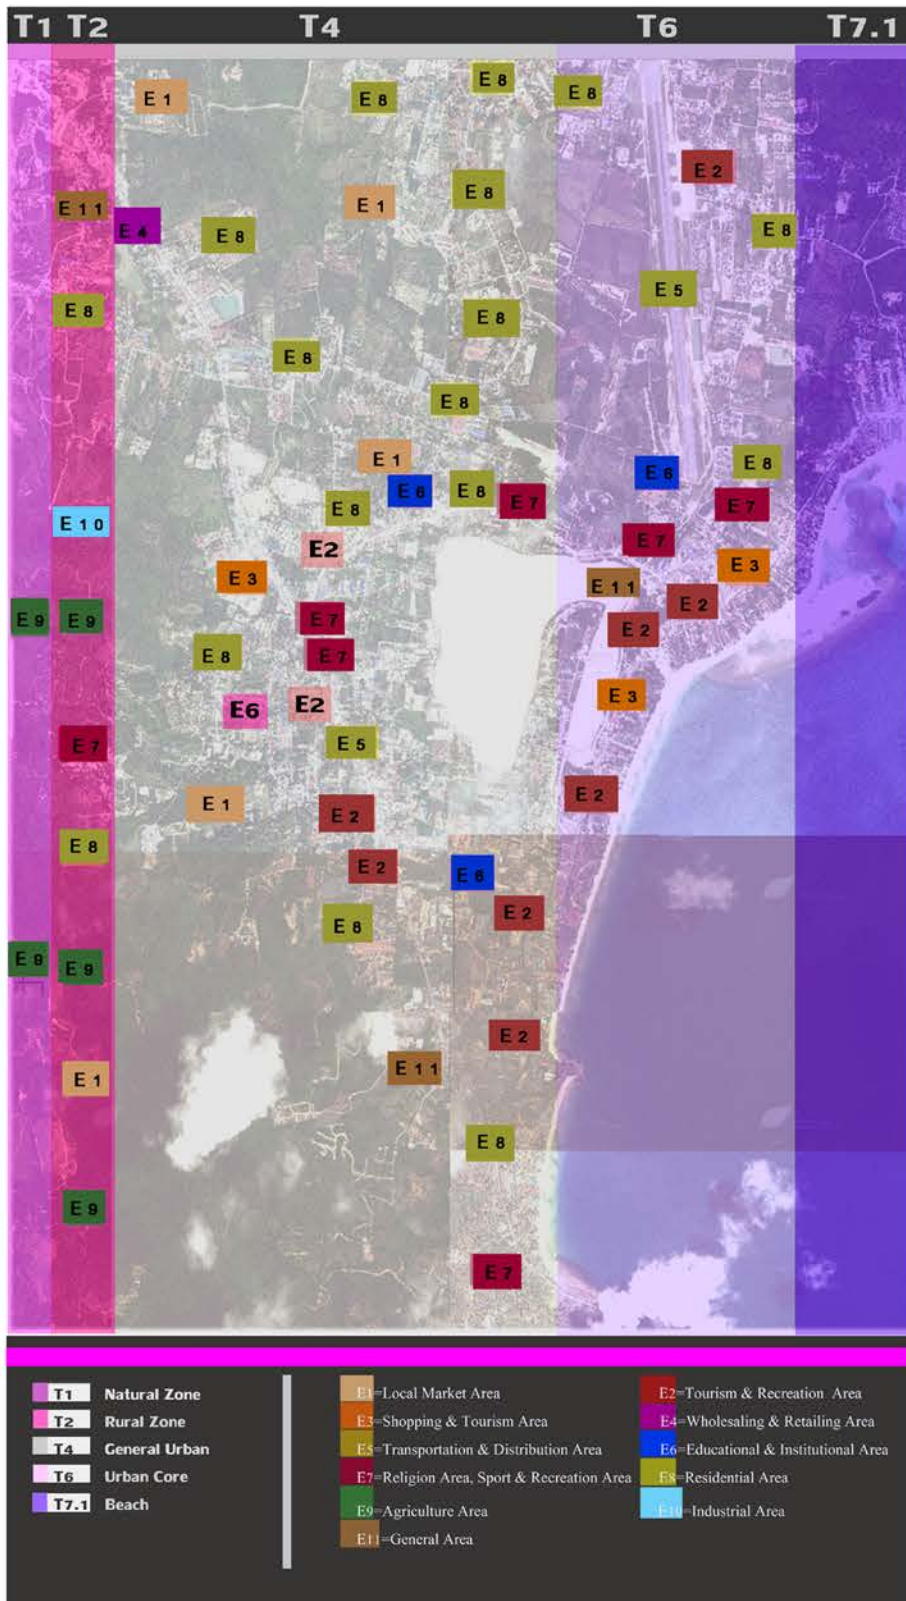 T1 T2 T4 T6 T7.1
E 8
E 1 E 8 E 8
E 2
E 8
E 11 E 1
E 4 E 8 E 8
E 5
E 8 E 8
E 8
E 8
E 1 E 8
E 6 E 6 E 8
E 8 E 7 E 7
E 10
E 7
E2
E 3 E 3
E 11
E 2
E 9 E 9 E 7
E 2
E 8 E 7
E 3
E6 E2
E 7 E 5
E 1 E 2
E 2
E 8
E 2 E 6
E 2
E 8
E 9 E 9
E 2
E 1 E 11
E 8
E 9
E 7
T1 Natural Zone
T2 Rural Zone
T4 General Urban
T6 Urban Core
T7.1 Beach
E1=Local Market Area
E3=Shopping & Tourism Area
E5=Transportation & Distribution Area
E7=Religion Area, Sport & Recreation Area
E9=Agriculture Area
E11=General Area
E2=Tourism & Recreation Area
E4=Wholesaling & Retailing Area
E6=Educational & Institutional Area
E8=Residential Area
E10=Industrial Area